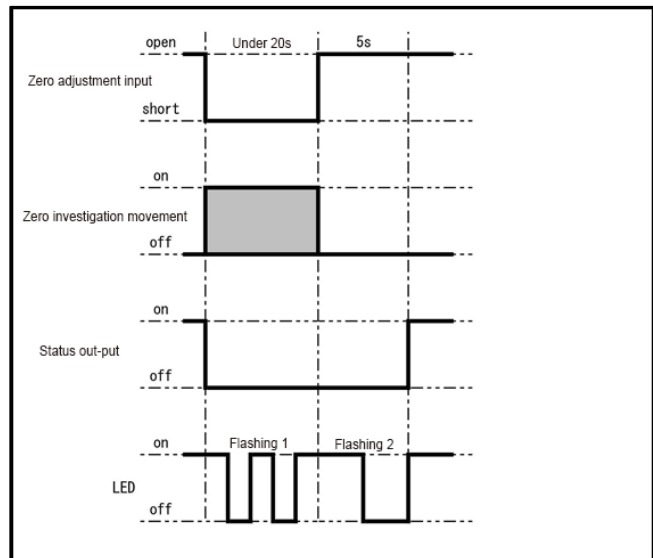 open Under 20s 5s
Zero adjustment input
short
on
Zero investigation movement
off
on
Status out-put
off
on Flashing 1 Flashing 2
LED
off